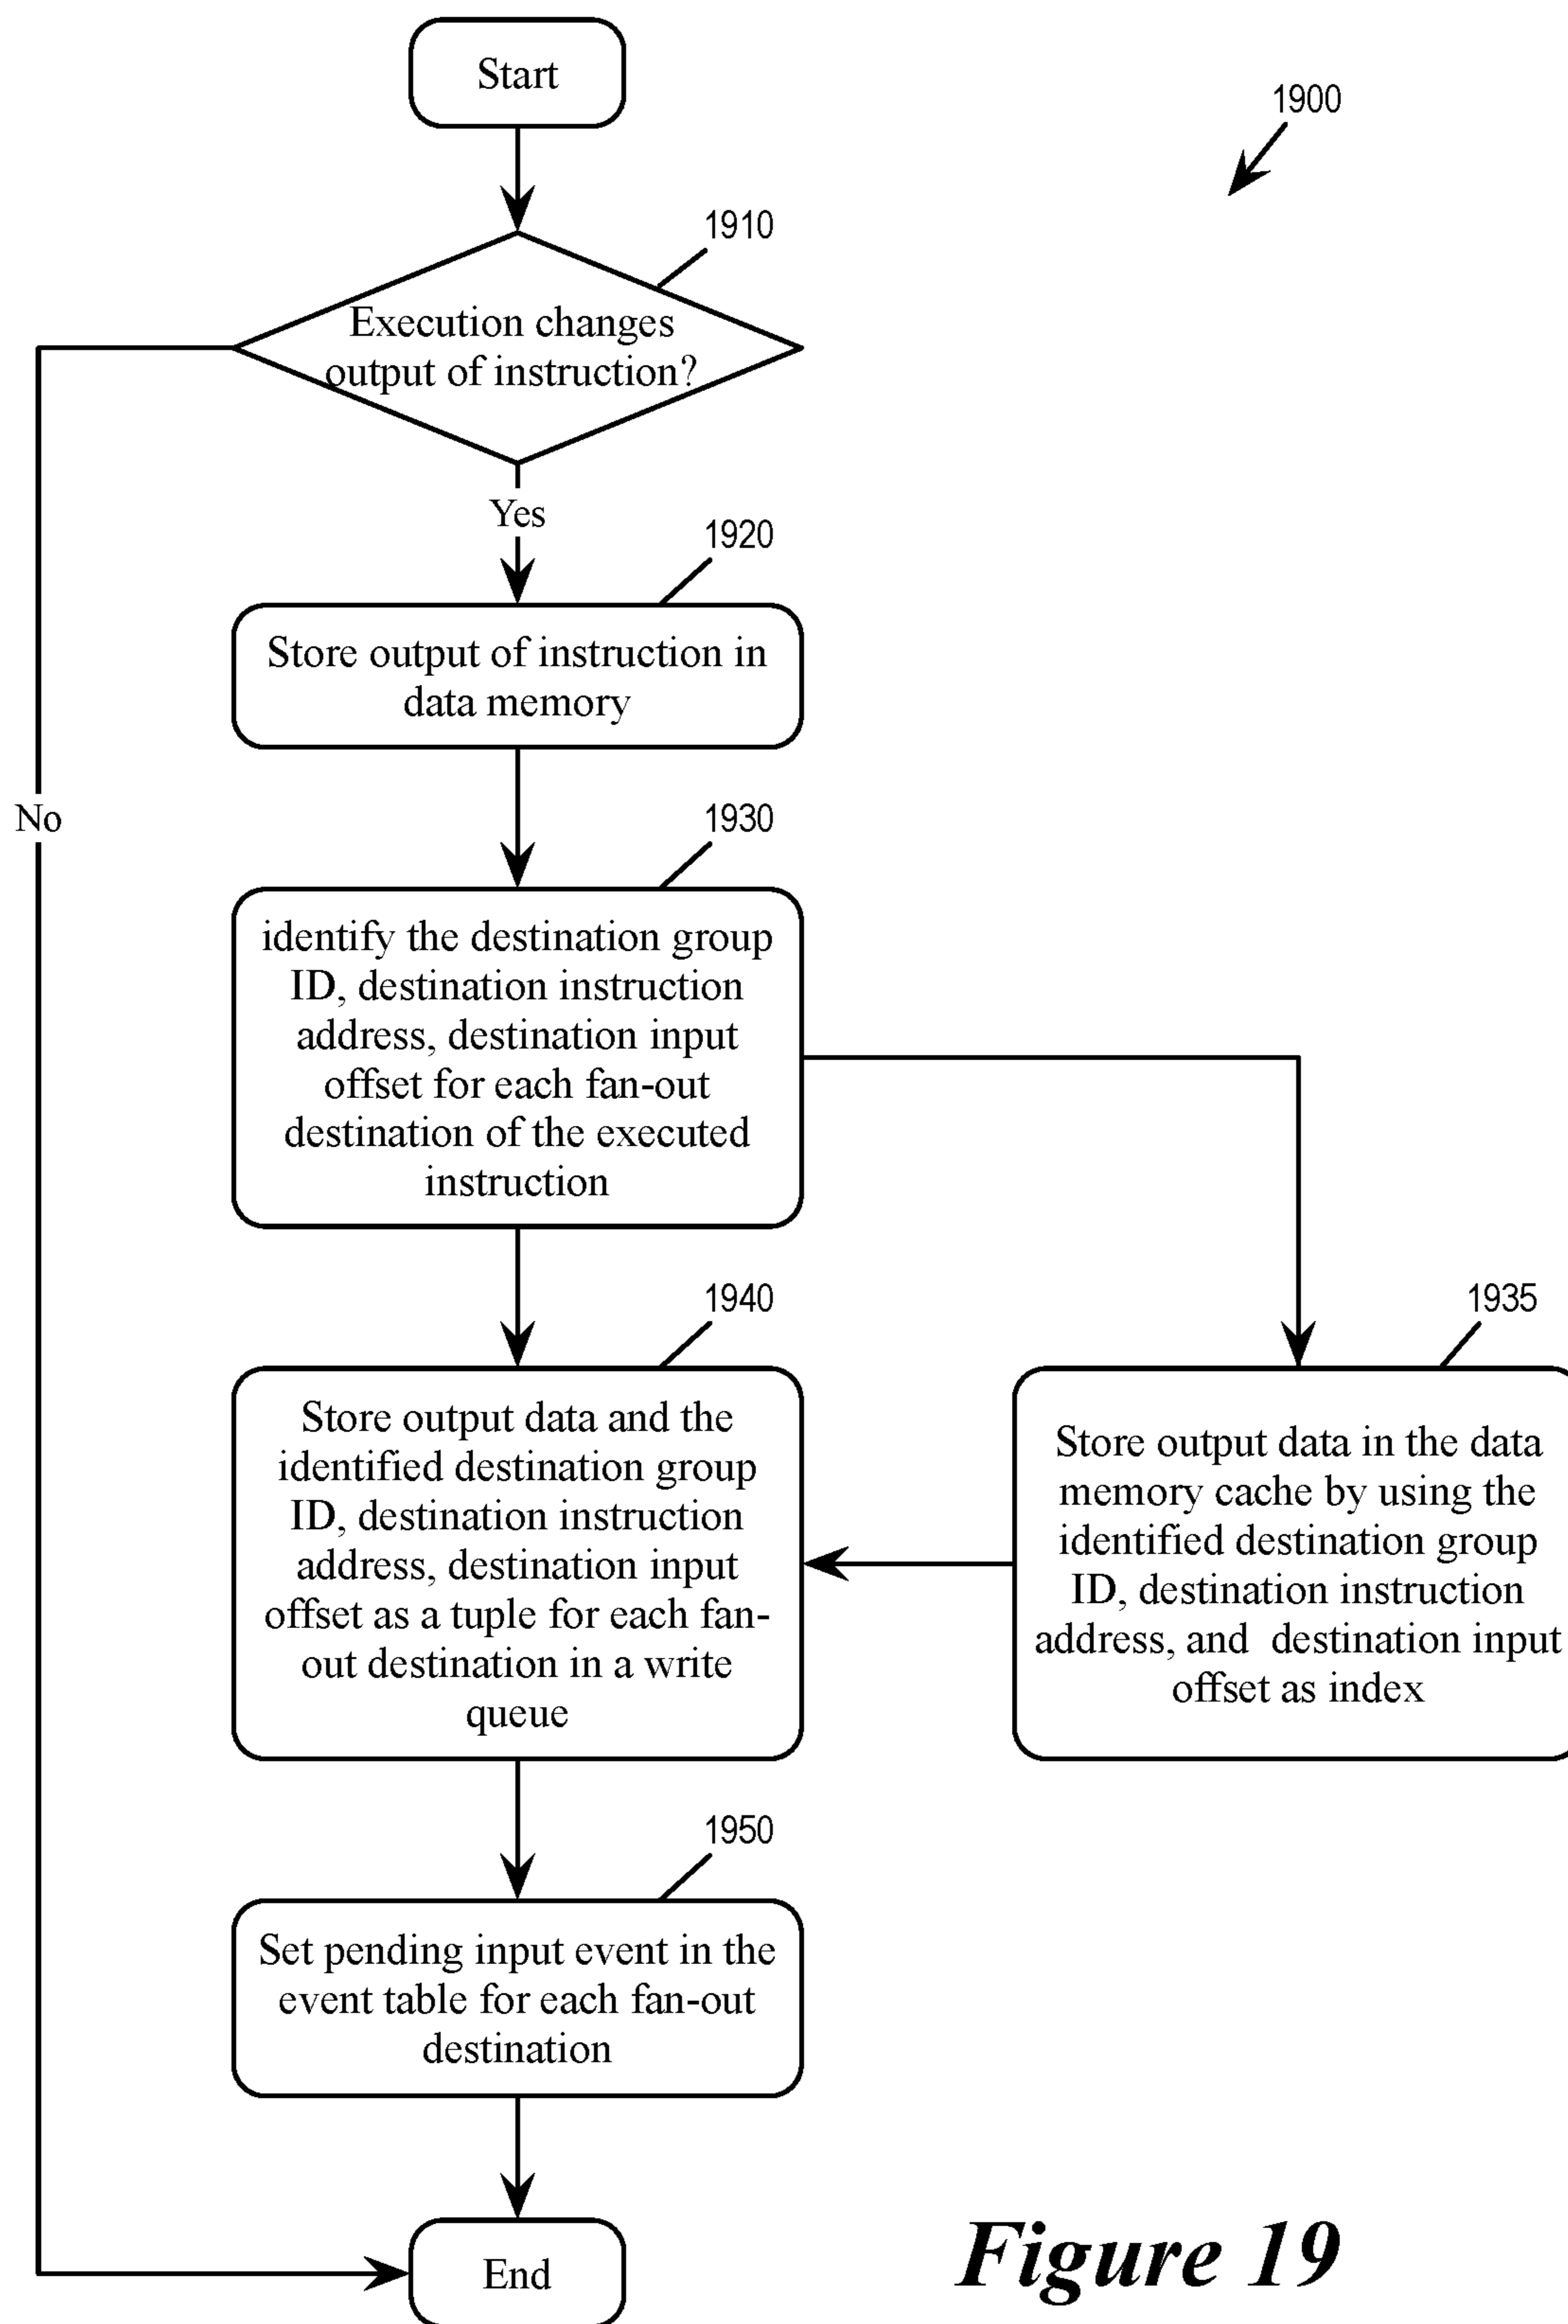 Start
1900
1910
Execution changes
output of instruction?
Yes
1920
Store output of instruction in
data memory
No
1930
identify the destination group
ID, destination instruction
address, destination input
offset for each fan-out
destination of the executed
instruction
1940
Store output data and the
identified destination group
ID, destination instruction
address, destination input
offset as a tuple for each fan-
out destination in a write
queue
1935
Store output data in the data
memory cache by using the
identified destination group
ID, destination instruction
address, and destination input
offset as index
1950
Set pending input event in the
event table for each fan-out
destination
End
Figure 19